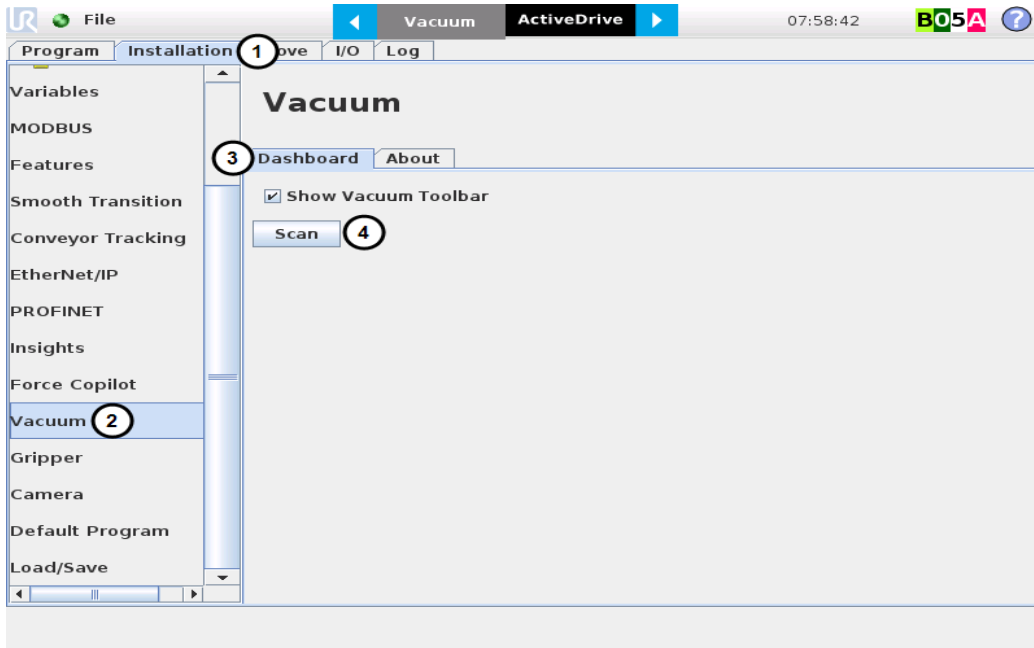 UR File Vacuum ActiveDrive 07:58:42 B05A ?
Program Installation 1 ove I/O Log
Variables
MODBUS
Features
Smooth Transition
Conveyor Tracking
EtherNet/IP
PROFINET
Insights
Force Copilot
Vacuum 2
Gripper
Camera
Default Program
Load/Save
Vacuum
3 Dashboard About
Show Vacuum Toolbar
Scan 4